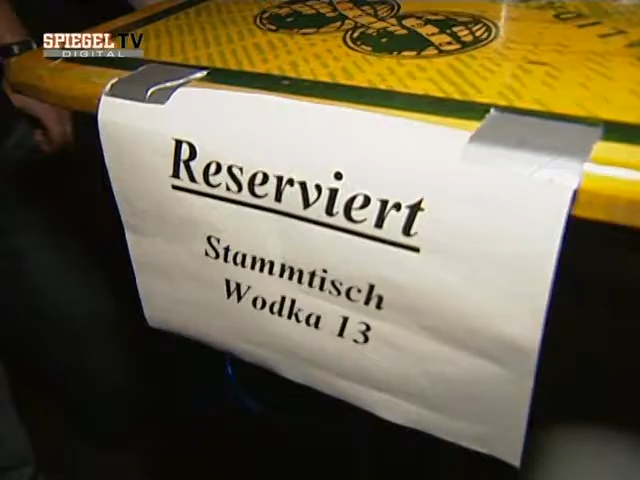 SPIEGEL TV
DIGITAL
Reserviert
Stammtisch
Wodka 13